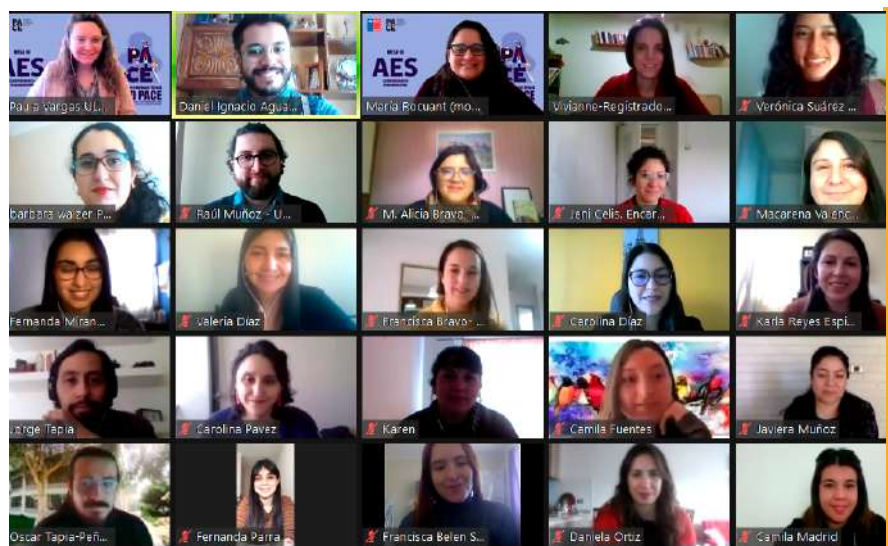 PACE
AES
PACE
Paula Vargas UL...
Daniel Ignacio Agua...
AES
PACE
María Rocuant (mo...
Vivianne-Registrado...
Verónica Suárez ...
barbara walzer P...
Raúl Muñoz - U...
M. Alicia Bravo, ...
Jeni Celis. Encar...
Macarena Valenc...
Fernanda Miran...
Valeria Díaz
Francisca Bravo- ...
Carolina Díaz
Karla Reyes Espi...
Jorge Tapia
Carolina Pavez
Karen
Camila Fuentes
Javiera Muñoz
Oscar Tapia-Peñ...
Fernanda Parra...
Francisca Belen S...
Daniela Ortiz
Camila Madrid